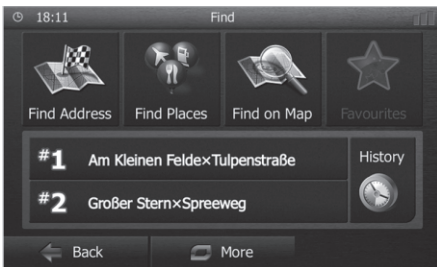 18:11 Find
Find Address Find Places Find on Map Favourites
#1 Am Kleinen Felde×Tulpenstraße History
#2 Großer Stern×Spreeweg
Back More